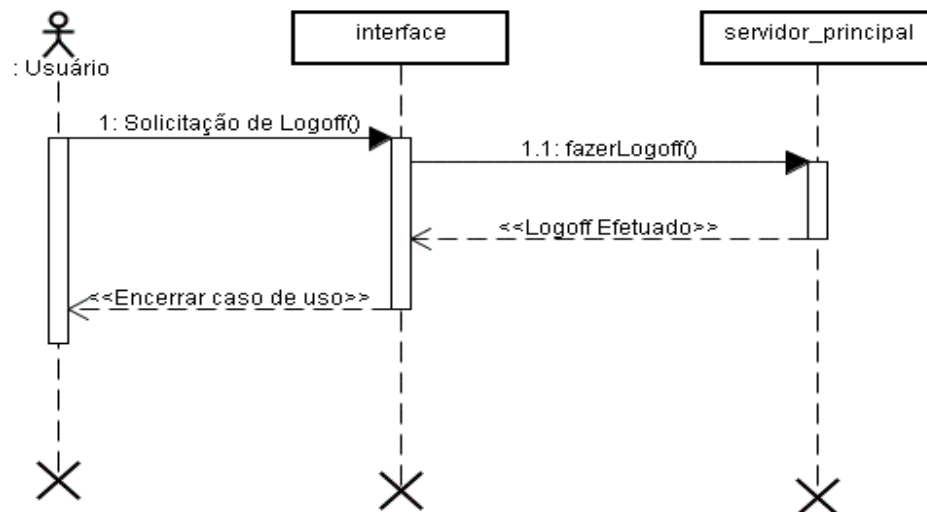 interface
servidor_principal
: Usuário
1: Solicitação de Logoff()
1.1: fazerLogoff()
<<Logoff Efetuado>>
<<Encerrar caso de uso>>